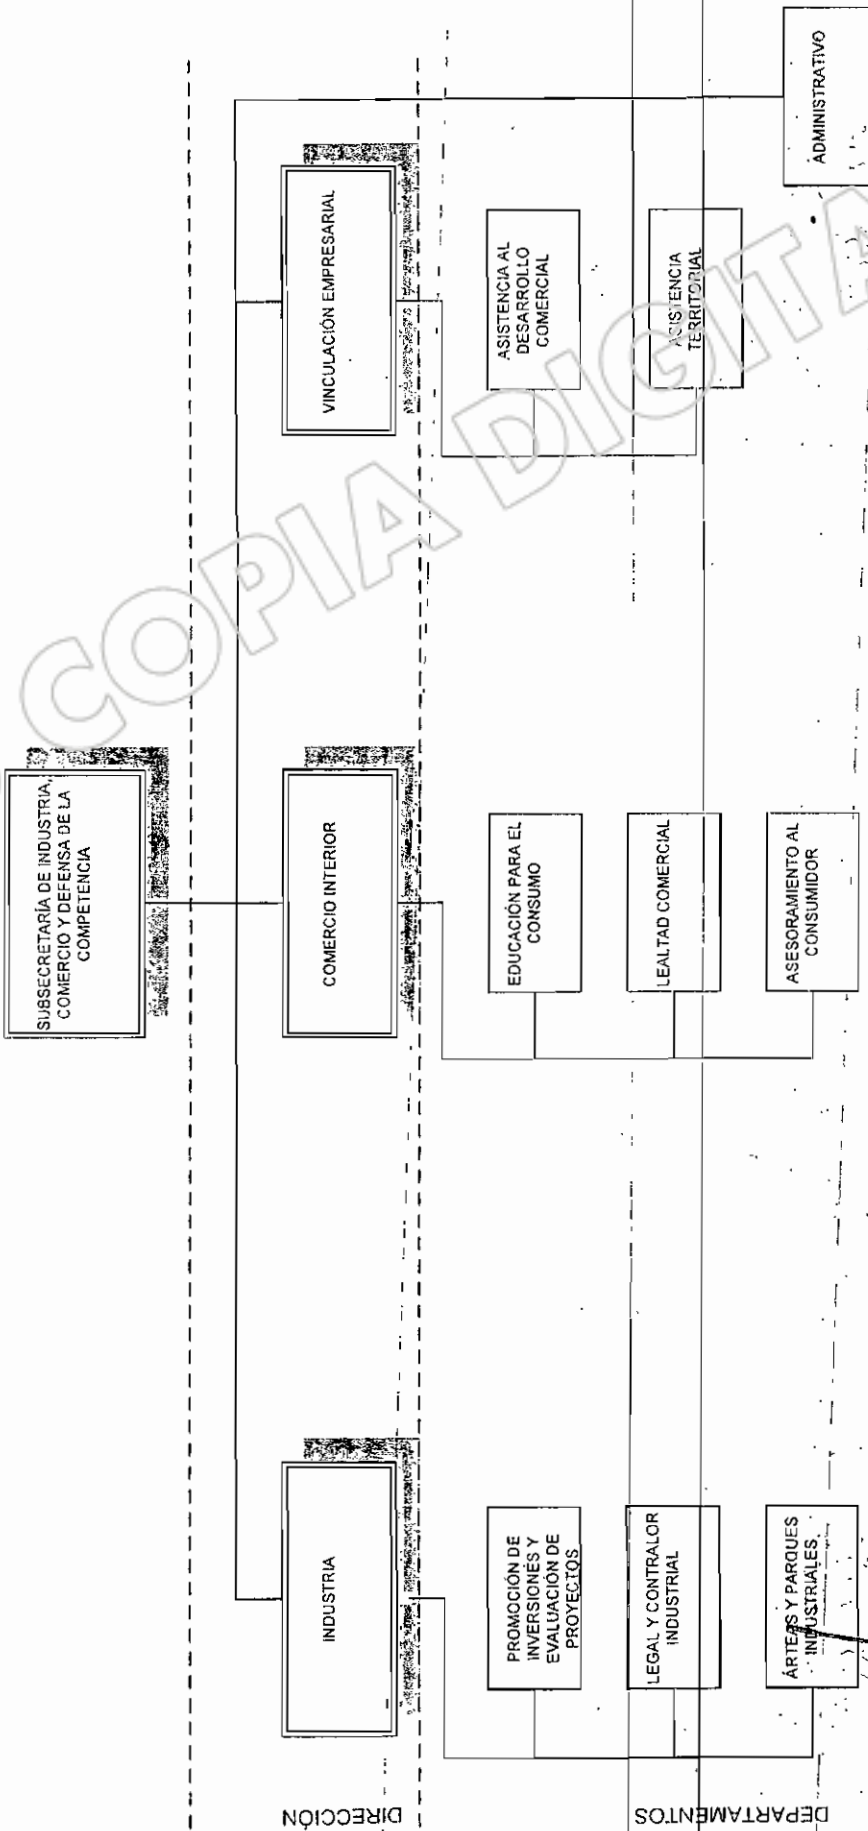 SUBSECRETARÍA DE INDUSTRIA,
COMERCIO Y DEFENSA DE LA
COMPETENCIA
DIRECCIÓN
INDUSTRIA
COMERCIO INTERIOR
VINCULACIÓN EMPRESARIAL
DEPARTAMENTOS
PROMOCIÓN DE
INVERSIONES Y
EVALUACIÓN DE
PROYECTOS
LEGAL Y CONTRALOR
INDUSTRIAL
ÁRTEAS Y PARQUES
INDUSTRIALES
EDUCACIÓN PARA EL
CONSUMO
LEALTAD COMERCIAL
ASESORAMIENTO AL
CONSUMIDOR
ASISTENCIA AL
DESARROLLO
COMERCIAL
ASISTENCIA
TERRITORIAL
ADMINISTRATIVO
COPIA DIGITA